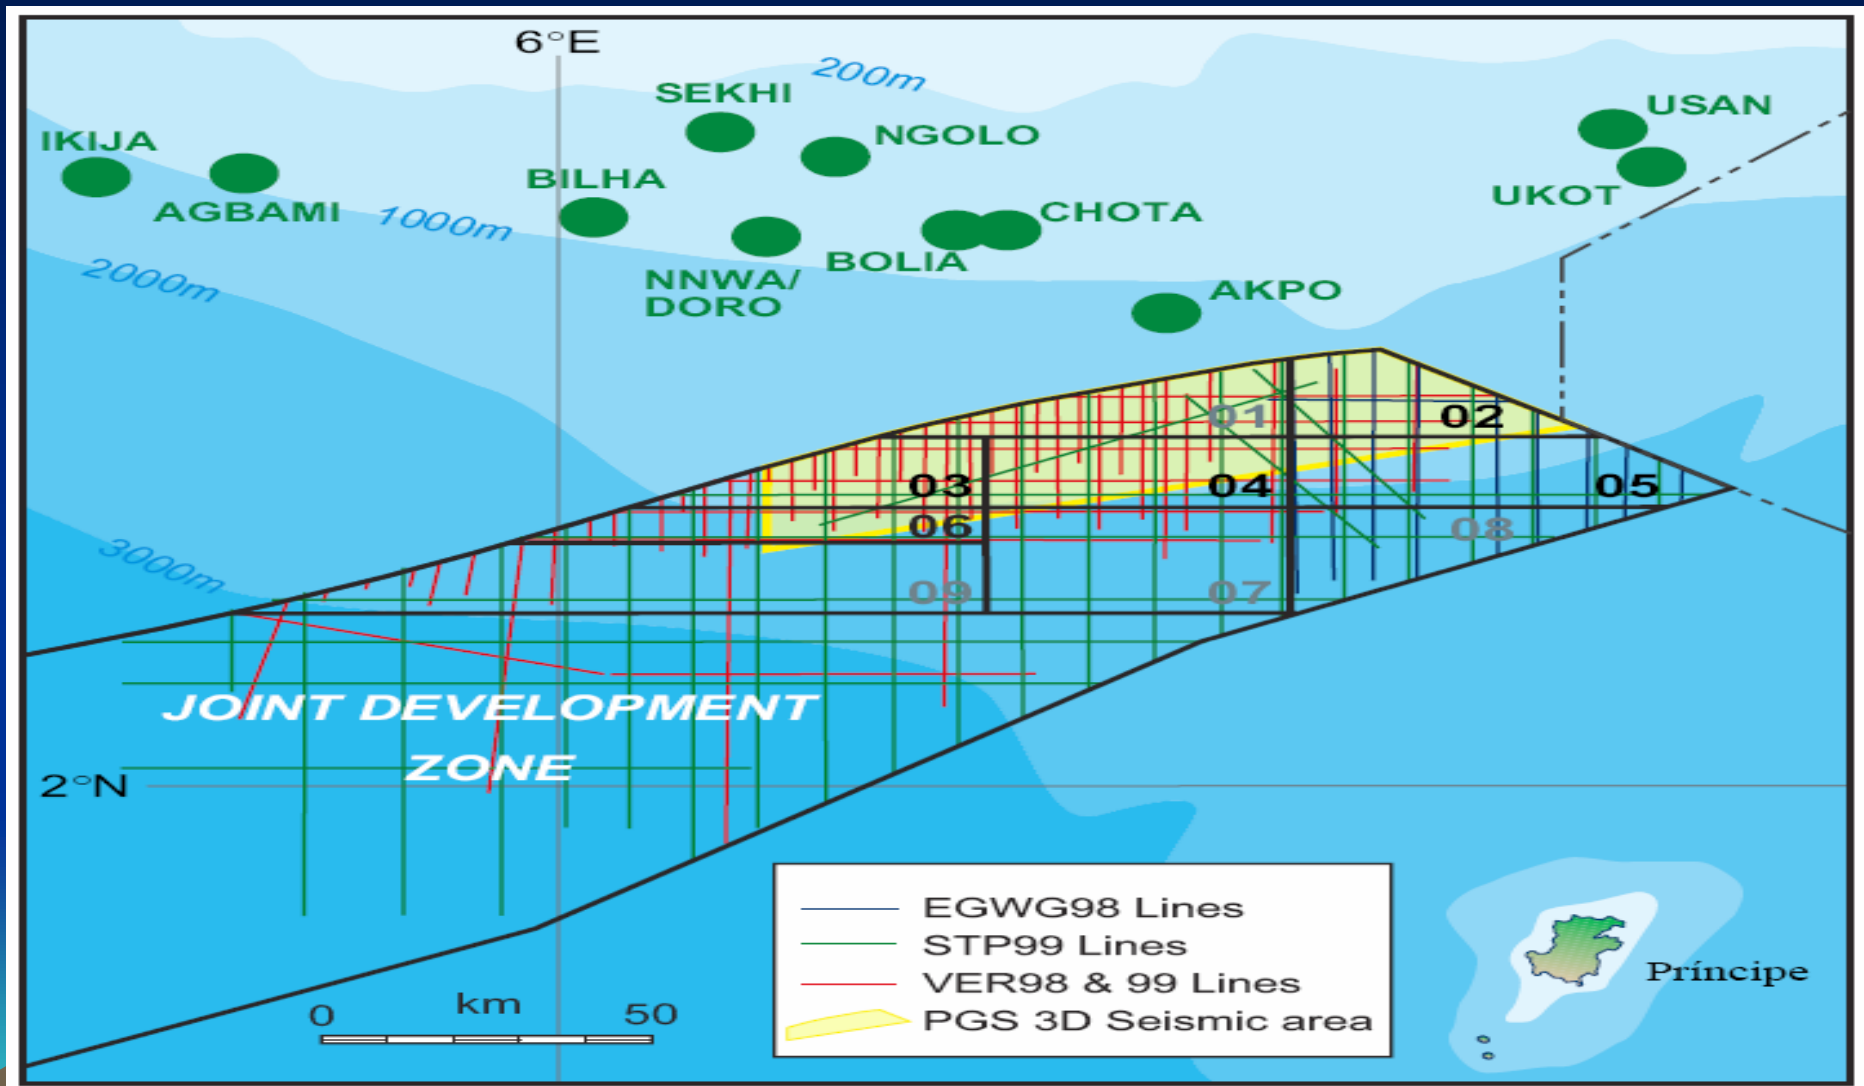 6°E
200m
SEKHI
USAN
IKIJA
NGOLO
BILHA
UKOT
AGBAMI
1000m
CHOTA
BOLIA
2000m
NNWA/
DORO
AKPO
01
02
03
04
05
06
08
3000m
09
07
JOINT DEVELOPMENT
ZONE
2°N
EGWG98 Lines
STP99 Lines
VER98 & 99 Lines
PGS 3D Seismic area
Príncipe
km
0
50